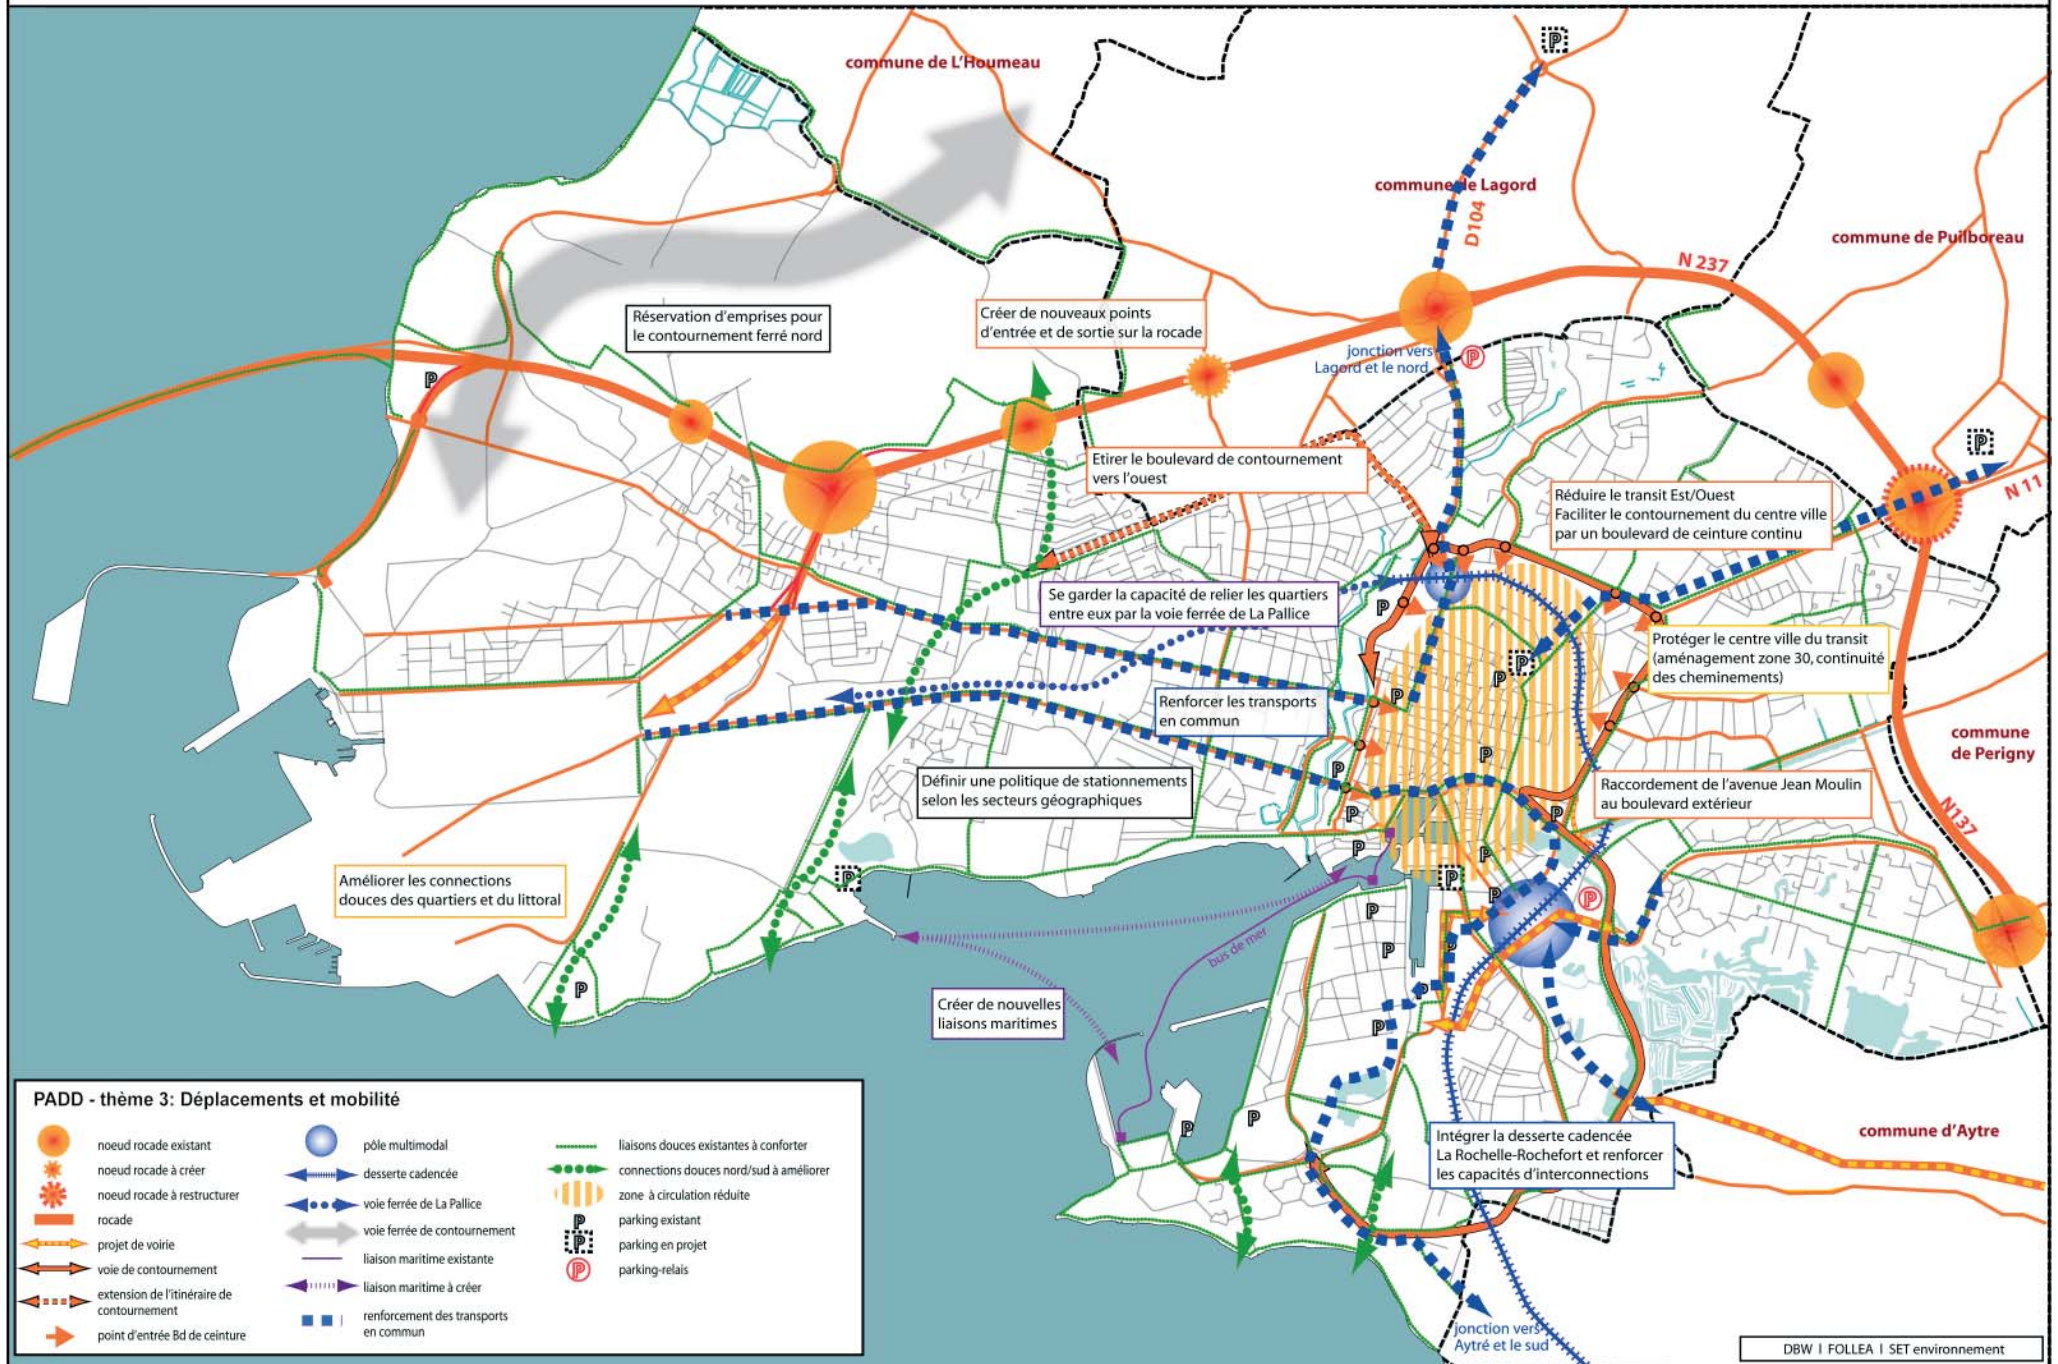 commune de L'Houmeau
P
commune de Lagord
D104
commune de Puilboreau
N 237
Réservation d'emprises pour
le contournement ferré nord
Créer de nouveaux points
d'entrée et de sortie sur la rocade
jonction vers
Lagord et le nord
P
P
P
N 11
Etirer le boulevard de contournement
vers l'ouest
Réduire le transit Est/Ouest
Faciliter le contournement du centre ville
par un boulevard de ceinture continu
Se garder la capacité de relier les quartiers
entre eux par la voie ferrée de La Pallice
P
Protéger le centre ville du transit
(aménagement zone 30, continuité
des cheminements)
P
P
P
Renforcer les transports
en commun
commune
de Perigny
P
P
Définir une politique de stationnements
selon les secteurs géographiques
Raccordement de l'avenue Jean Moulin
au boulevard extérieur
N137
P
P
P
P
Améliorer les connections
douces des quartiers et du littoral
P
P
P
P
P
P
P
bus de mer
P
P
P
Créer de nouvelles
liaisons maritimes
P
P
P
Intégrer la desserte cadencée
La Rochelle-Rochefort et renforcer
les capacités d'interconnections
commune d'Aytre
jonction vers
Aytré et le sud
PADD - thème 3: Déplacements et mobilité
noeud rocade existant
noeud rocade à créer
noeud rocade à restructurer
rocade
projet de voirie
voie de contournement
extension de l'itinéraire de
contournement
point d'entrée Bd de ceinture
pôle multimodal
desserte cadencée
voie ferrée de La Pallice
voie ferrée de contournement
liaison maritime existante
liaison maritime à créer
renforcement des transports
en commun
liaisons douces existantes à conforter
connections douces nord/sud à améliorer
zone à circulation réduite
P parking existant
P parking en projet
P parking-relais
DBW I FOLLEA I SET environnement